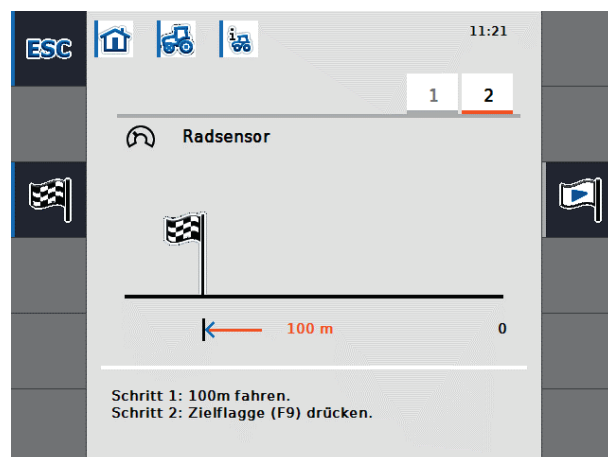 ESC
i
11:21
1 2
Radsensor
100 m 0
Schritt 1: 100m fahren.
Schritt 2: Zielflagge (F9) drücken.